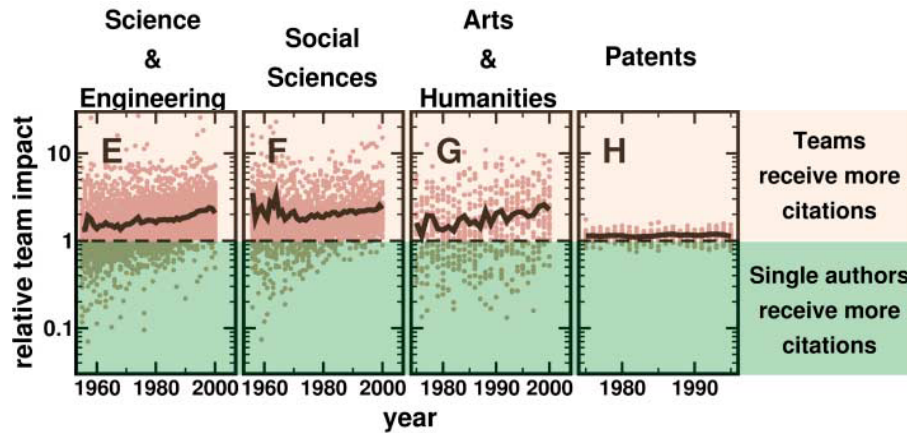 Science
&
Engineering
Social
Sciences
Arts
&
Humanities
Patents
relative team impact
10
1
0.1
E
F
G
H
Teams
receive more
citations
Single authors
receive more
citations
1960 1980 2000
1960 1980 2000
1980 1990 2000
1980 1990
year